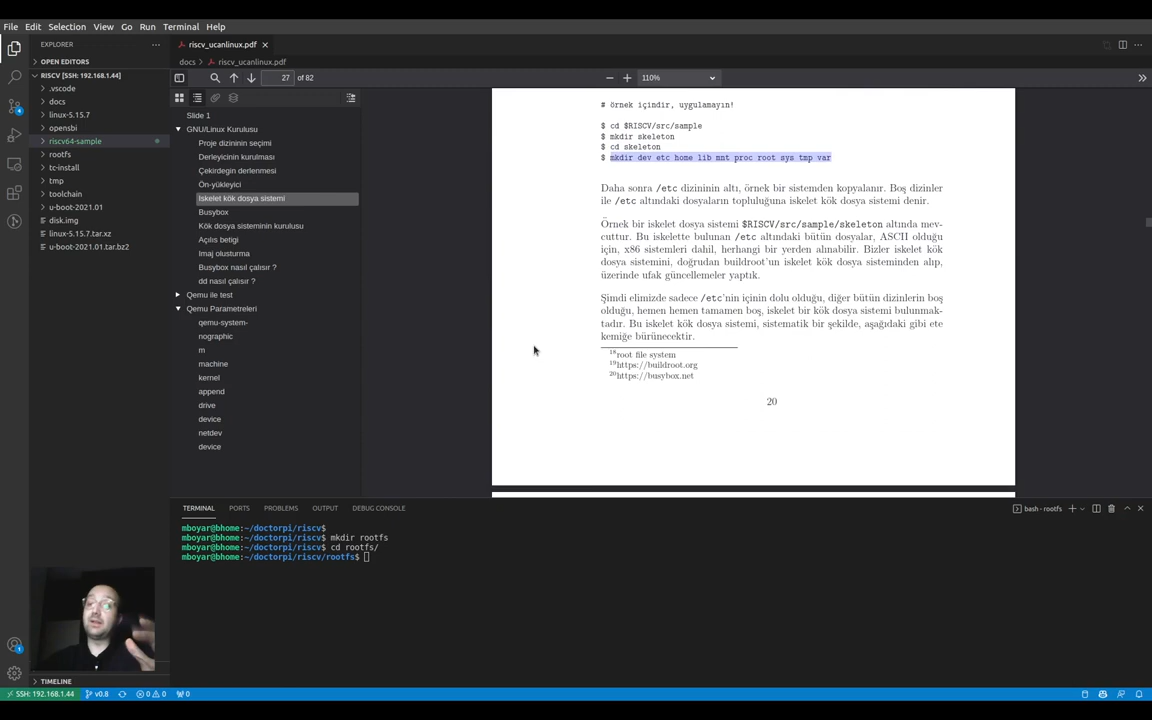 File Edit Selection View Go Run Terminal Help
EXPLORER
OPEN EDITORS
RISCV [SSH: 192.168.1.44]
.vscode
docs
linux-5.15.7
opensbi
riscv64-sample
rootfs
tc-install
tmp
toolchain
u-boot-2021.01
disk.img
linux-5.15.7.tar.xz
u-boot-2021.01.tar.bz2
TIMELINE
riscv_ucanlinux.pdf
docs > riscv_ucanlinux.pdf
27 of 82
110%
Slide 1
GNU/Linux Kurulusu
Proje dizininin seçimi
Derleyicinin kurulması
Çekirdegin derlenmesi
Ön-yükleyici
Iskelet kök dosya sistemi
Busybox
Kök dosya sisteminin kurulusu
Açılıs betigi
Imaj olusturma
Busybox nasıl çalısır ?
dd nasıl çalısır ?
Qemu ile test
Qemu Parametreleri
qemu-system-
nographic
m
machine
kernel
append
drive
device
netdev
device
# örnek içindir, uygulamayın!
$ cd $RISCV/src/sample
$ mkdir skeleton
$ cd skeleton
$ mkdir dev etc home lib mnt proc root sys tmp var
Daha sonra /etc dizininin altı, örnek bir sistemden kopyalanır. Boş dizinler
ile /etc altındaki dosyaların topluluğuna iskelet kök dosya sistemi denir.
Örnek bir iskelet dosya sistemi $RISCV/src/sample/skeleton altında mev-
cuttur. Bu iskelette bulunan /etc altındaki bütün dosyalar, ASCII olduğu
için, x86 sistemleri dahil, herhangi bir yerden alınabilir. Bizler iskelet kök
dosya sistemini, doğrudan buildroot'un iskelet kök dosya sisteminden alıp,
üzerinde ufak güncellemeler yaptık.
Şimdi elimizde sadece /etc'nin içinin dolu olduğu, diğer bütün dizinlerin boş
olduğu, hemen hemen tamamen boş, iskelet bir kök dosya sistemi bulunmak-
tadır. Bu iskelet kök dosya sistemi, sistematik bir şekilde, aşağıdaki gibi ete
kemiğe bürünecektir.
18root file system
19https://buildroot.org
20https://busybox.net
20
TERMINAL PORTS PROBLEMS OUTPUT DEBUG CONSOLE
bash - rootfs
mboyar@bhome:~/doctorpi/riscv$
mboyar@bhome:~/doctorpi/riscv$ mkdir rootfs
mboyar@bhome:~/doctorpi/riscv$ cd rootfs/
mboyar@bhome:~/doctorpi/riscv/rootfs$
SSH: 192.168.1.44 v0.8 0 0 0